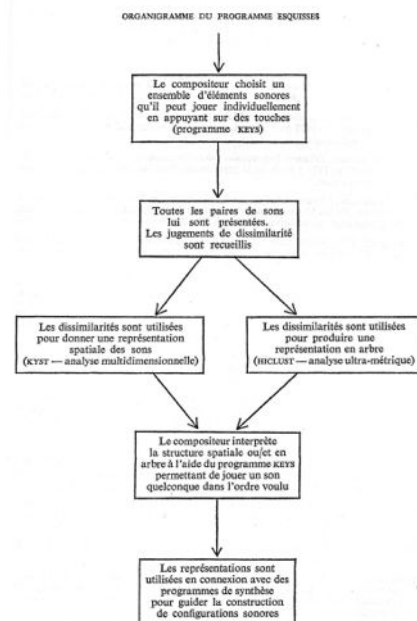 ORGANIGRAMME DU PROGRAMME ESQUISSES
Le compositeur choisit un
ensemble d'éléments sonores
qu'il peut jouer individuellement
en appuyant sur des touches
(programme KEYS)
Toutes les paires de sons
lui sont présentées.
Les jugements de dissimilarité
sont recueillis
Les dissimilarités sont utilisées
pour donner une représentation
spatiale des sons
(KYST — analyse multidimensionnelle)
Les dissimilarités sont utilisées
pour produire une
représentation en arbre
(HICLUST — analyse ultra-métrique)
Le compositeur interprète
la structure spatiale ou/et en
arbre à l'aide du programme KEYS
permettant de jouer un son
quelconque dans l'ordre voulu
Les représentations sont
utilisées en connexion avec des
programmes de synthèse
pour guider la construction
de configurations sonores